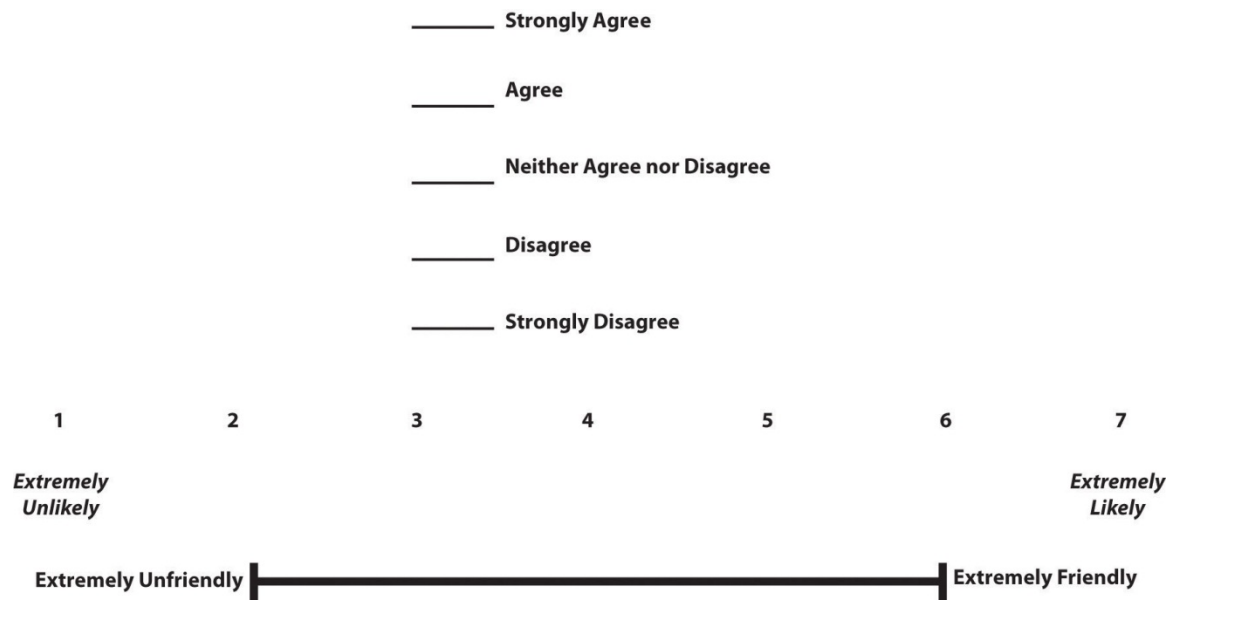 Strongly Agree
Agree
Neither Agree nor Disagree
Disagree
Strongly Disagree
1 2 3 4 5 6 7
Extremely Unlikely
Extremely Likely
Extremely Unfriendly Extremely Friendly